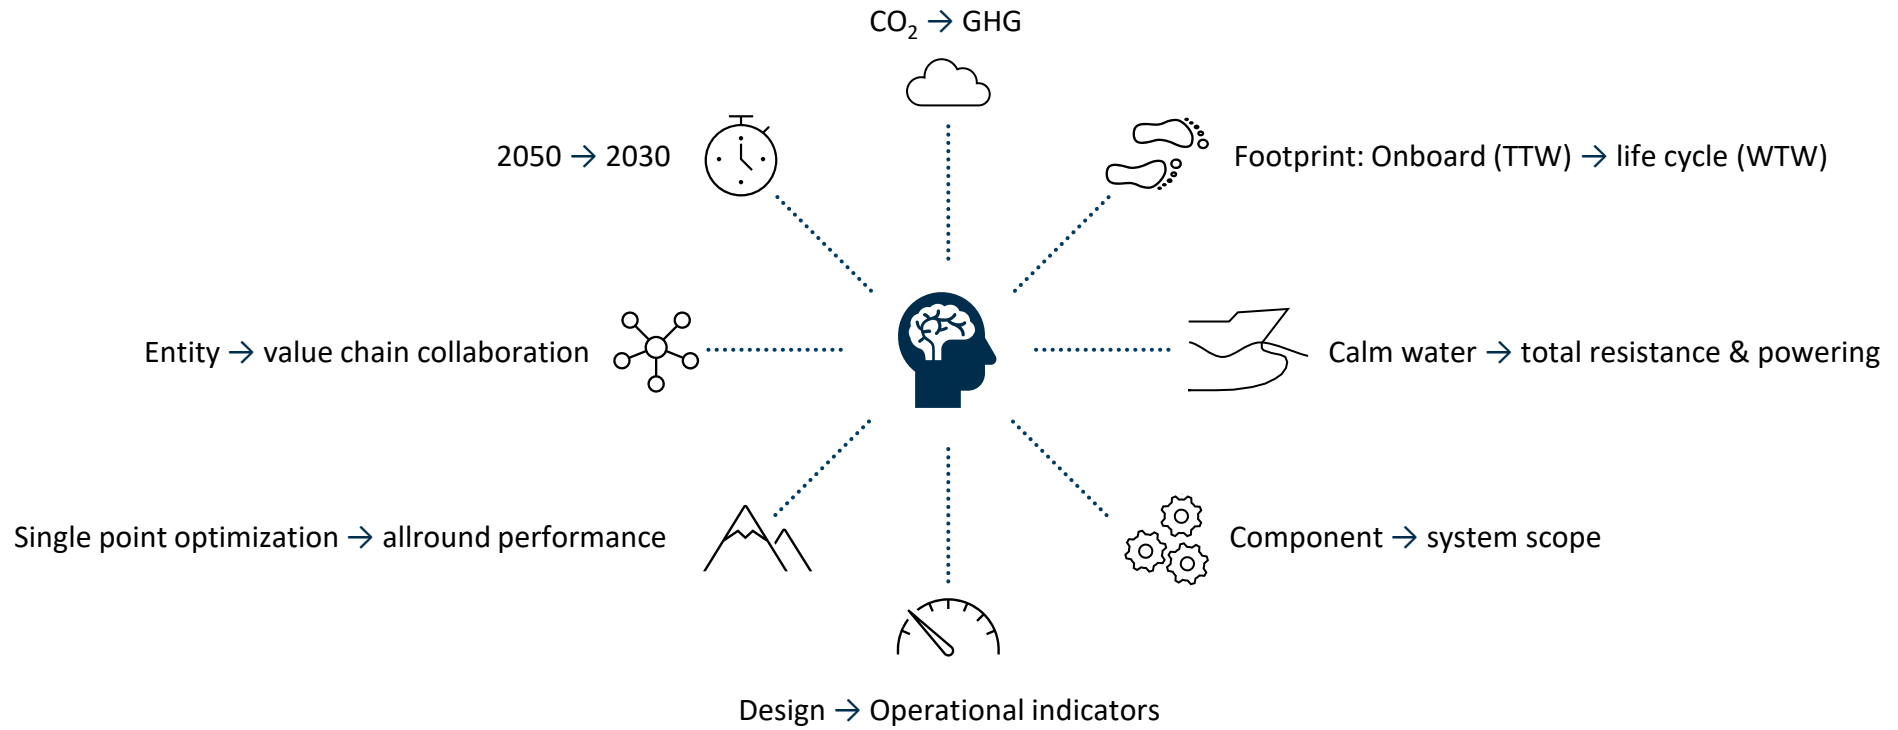 CO₂ → GHG
2050 → 2030
Footprint: Onboard (TTW) → life cycle (WTW)
Entity → value chain collaboration
Calm water → total resistance & powering
Single point optimization → allround performance
Component → system scope
Design → Operational indicators